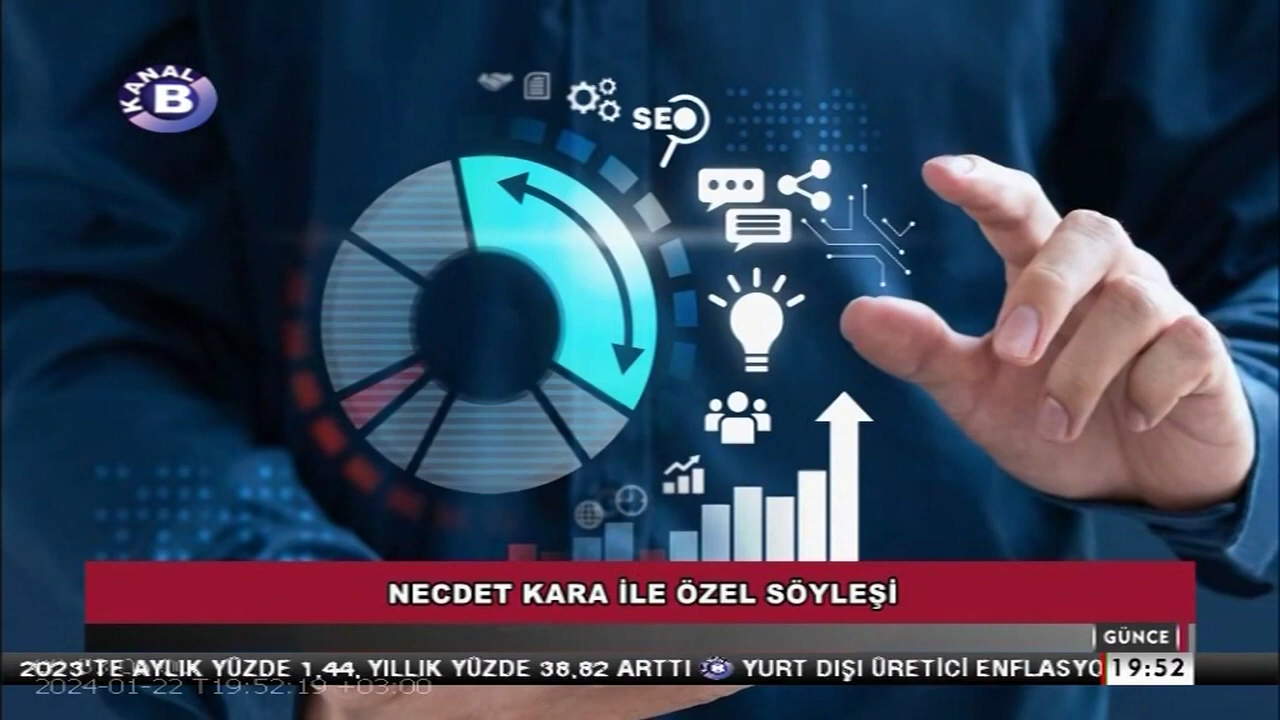 KANAL B
SEO
NECDET KARA İLE ÖZEL SÖYLEŞİ
GÜNCE
2023'TE AYLIK YÜZDE 1,44, YILLIK YÜZDE 38,82 ARTTI B YURT DIŞI ÜRETİCİ ENFLASYO
19:52
2024-01-22 T19:52:19 +03:00